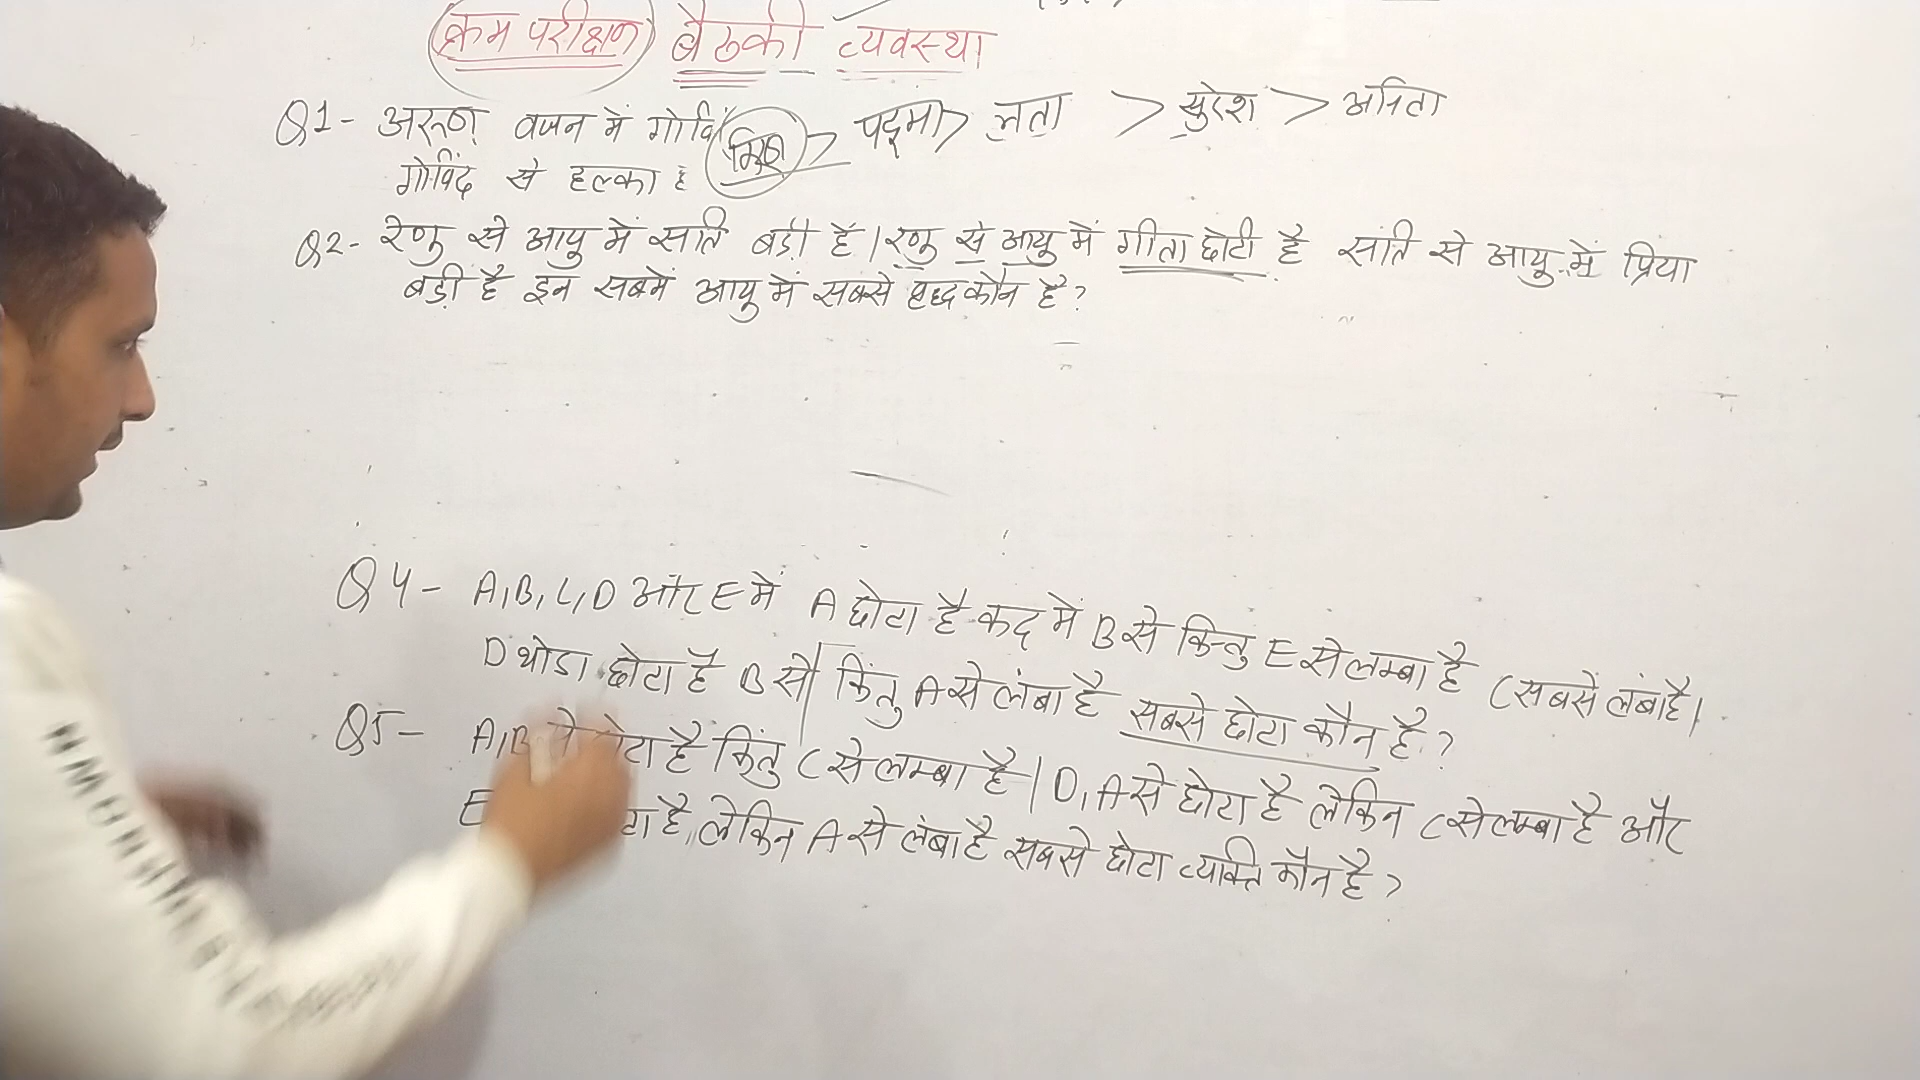 क्रम परीक्षण बैठकी व्यवस्था
Q1- अरूण वजन में गोविं > पद्मा > लता > सुरेश > अनिता
गोविंद से हल्का है
Q2- रेणु से आयु में सांति बड़ी है। रेणु से आयु में गीता छोटी है सांति से आयु में प्रिया
बड़ी है इन सबमें आयु में सबसे वृद्ध कौन है?
Q4- A,B,C,D और E में A छोटा है कद में B से किन्तु E से लम्बा है C सबसे लंबा है।
D थोडा छोटा है B से किंतु A से लंबा है सबसे छोटा कौन है?
Q5- A,B से छोटा है किंतु C से लम्बा है। D, A से छोटा है लेकिन C से लम्बा है और
E टा है, लेकिन A से लंबा है सबसे छोटा व्यक्ति कौन है?